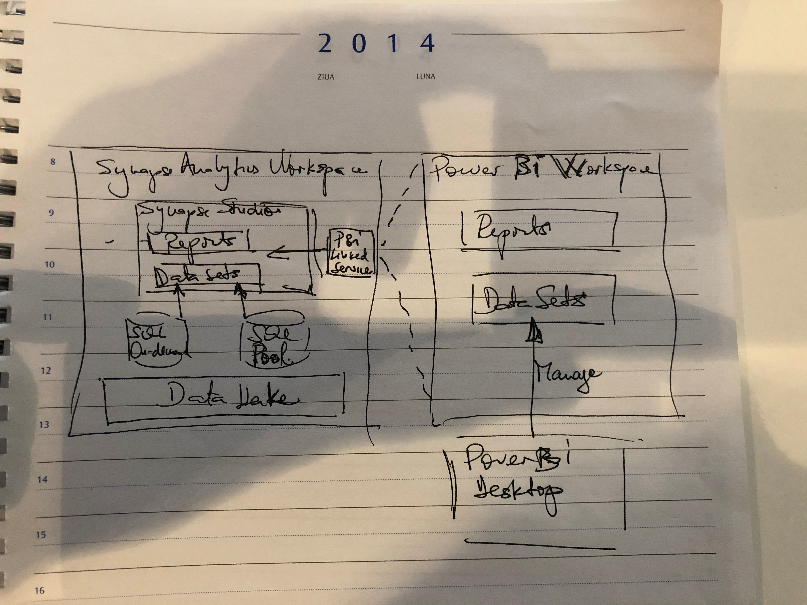 2014
ZIUA LUNA
8
Synapse Analytics Workspace
Power Bi Workspace
9
Synapse Studio
Reports
PBi
Linked
Service
Reports
10
Data Sets
Data Sets
11
SQL
On-demand
SQL
Pool
12
Manage
Data Lake
13
Power Bi
Desktop
14
15
16